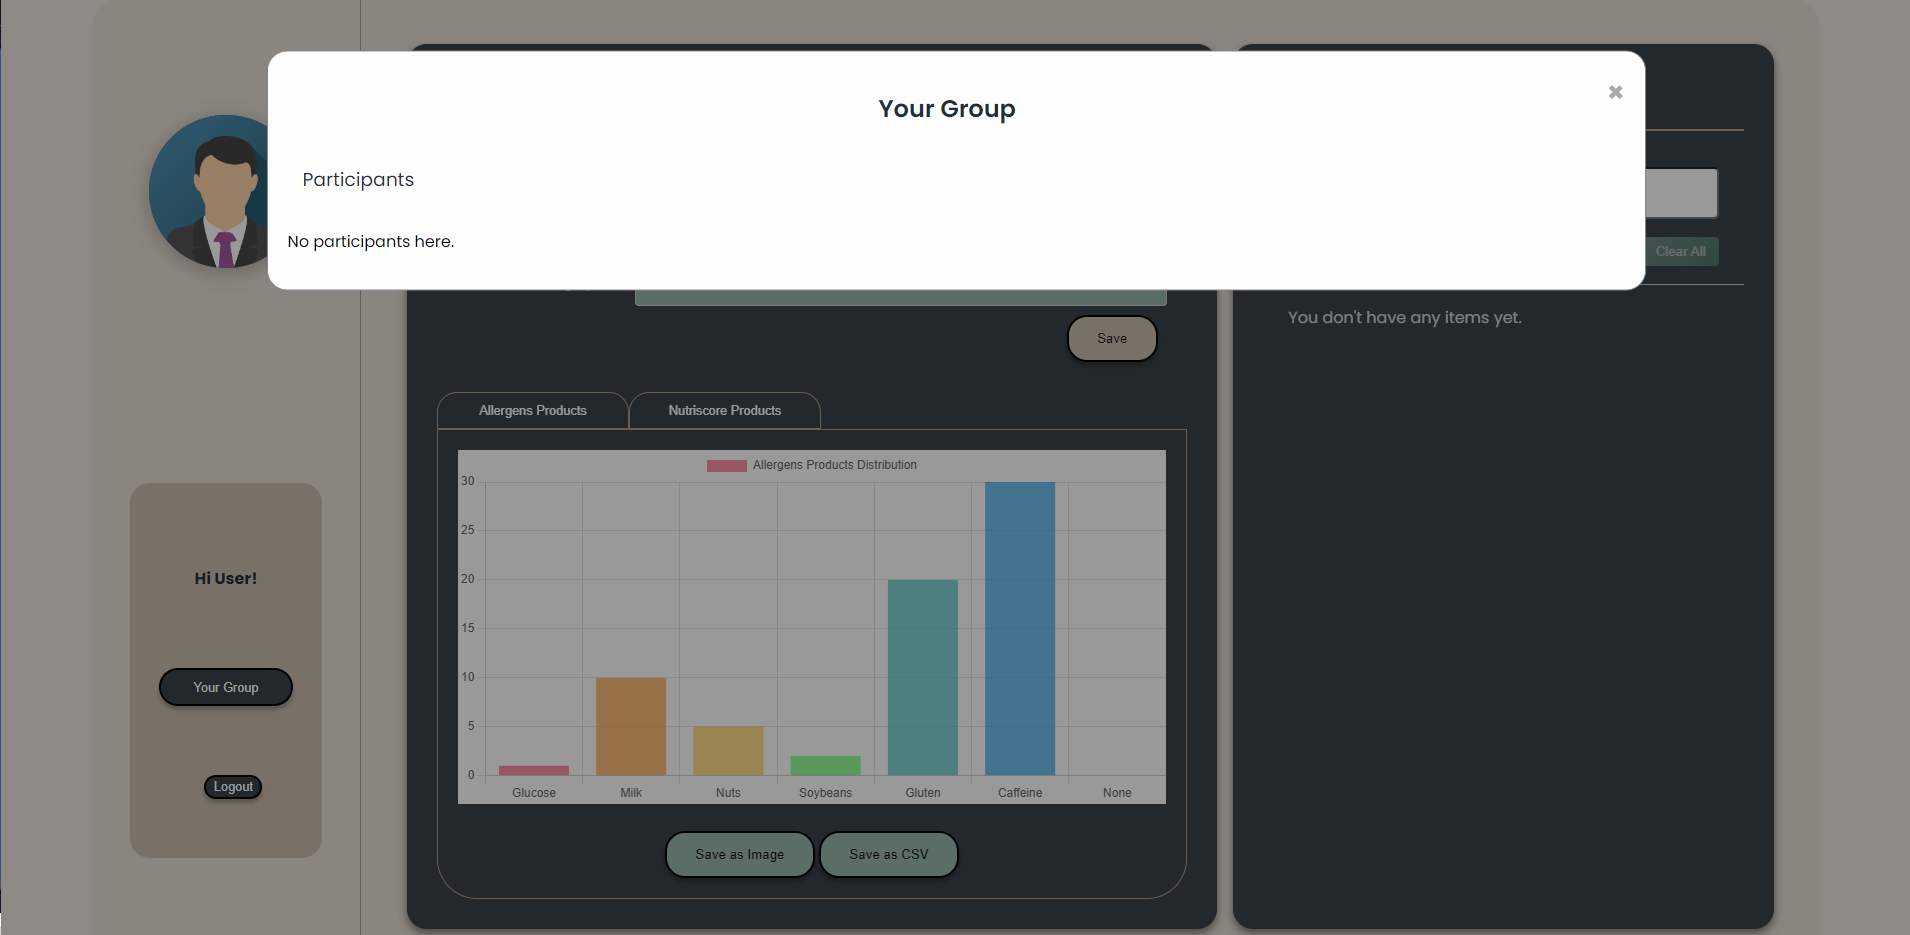 Your Group
✖
Participants
No participants here.
Clear All
You don't have any items yet.
Save
Allergens Products
Nutriscore Products
Allergens Products Distribution
30
25
20
15
10
5
0
Glucose Milk Nuts Soybeans Gluten Caffeine None
Save as Image
Save as CSV
Hi User!
Your Group
Logout